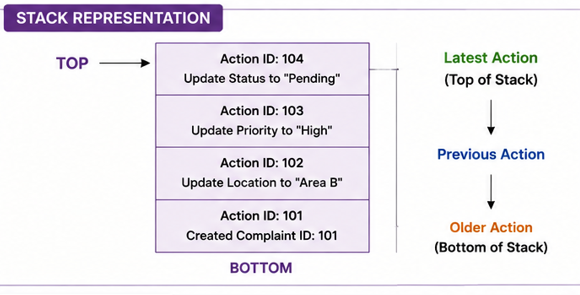 STACK REPRESENTATION
TOP
Action ID: 104
Update Status to "Pending"
Action ID: 103
Update Priority to "High"
Action ID: 102
Update Location to "Area B"
Action ID: 101
Created Complaint ID: 101
BOTTOM
Latest Action
(Top of Stack)
Previous Action
Older Action
(Bottom of Stack)